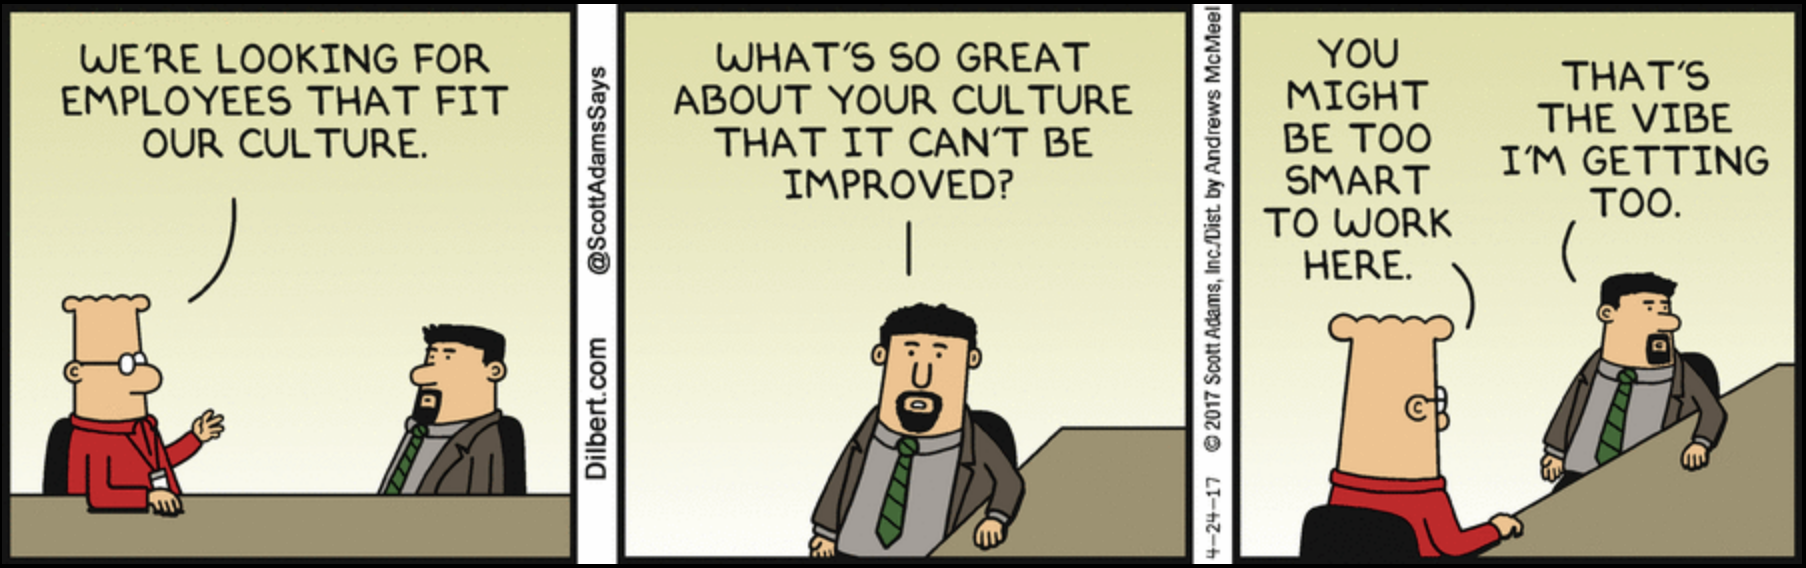 WE'RE LOOKING FOR
EMPLOYEES THAT FIT
OUR CULTURE.
Dilbert.com @ScottAdamsSays
WHAT'S SO GREAT
ABOUT YOUR CULTURE
THAT IT CAN'T BE
IMPROVED?
4-24-17 © 2017 Scott Adams, Inc./Dist. by Andrews McMeel
YOU
MIGHT
BE TOO
SMART
TO WORK
HERE.
THAT'S
THE VIBE
I'M GETTING
TOO.